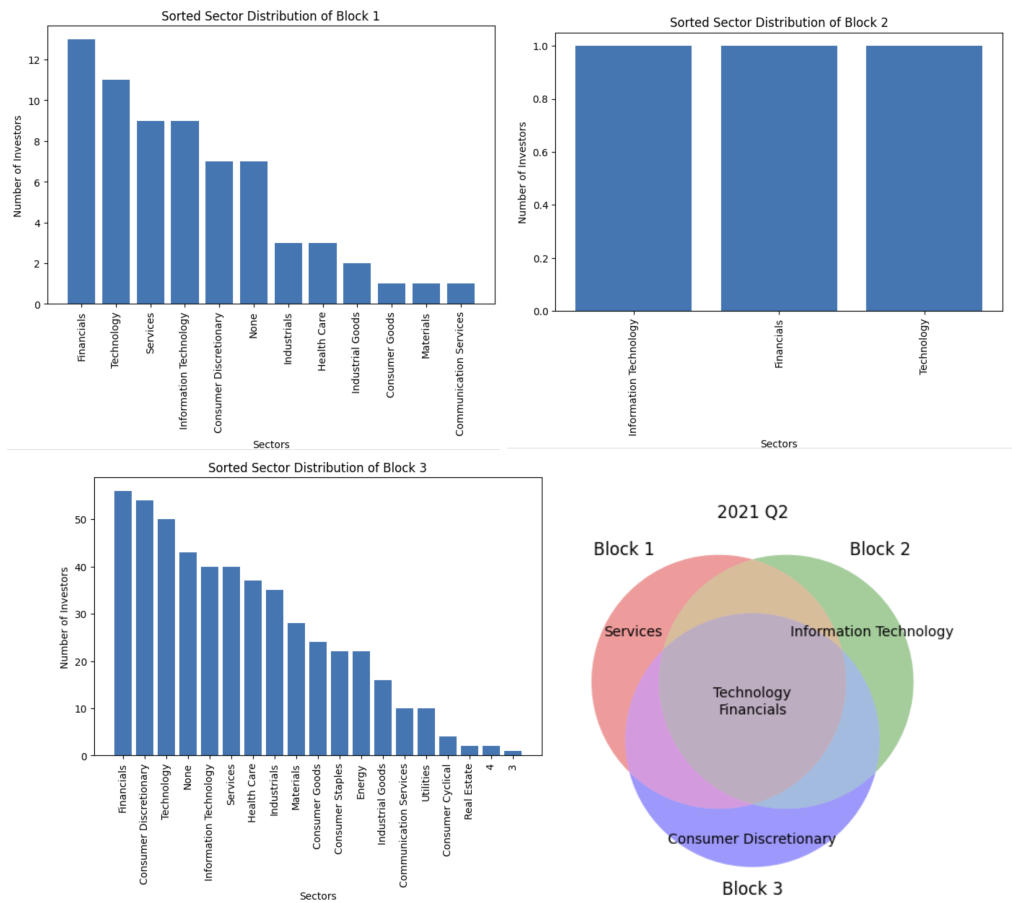 Sorted Sector Distribution of Block 1
Number of Investors
12
10
8
6
4
2
0
Financials
Technology
Services
Information Technology
Consumer Discretionary
None
Industrials
Health Care
Industrial Goods
Consumer Goods
Materials
Communication Services
Sectors
Sorted Sector Distribution of Block 2
Number of Investors
1.0
0.8
0.6
0.4
0.2
0.0
Information Technology
Financials
Technology
Sectors
Sorted Sector Distribution of Block 3
Number of Investors
50
40
30
20
10
0
Financials
Consumer Discretionary
Technology
None
Information Technology
Services
Health Care
Industrials
Materials
Consumer Goods
Consumer Staples
Energy
Industrial Goods
Communication Services
Utilities
Consumer Cyclical
Real Estate
4
3
Sectors
2021 Q2
Block 1
Block 2
Services
Information Technology
Technology
Financials
Consumer Discretionary
Block 3